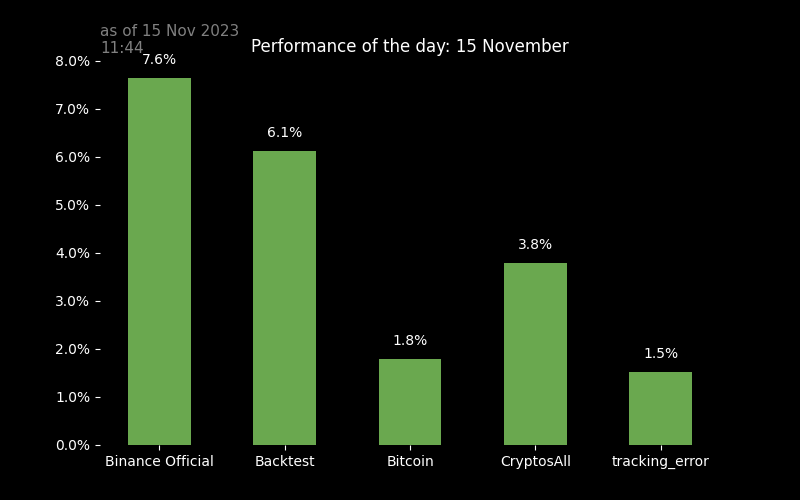 as of 15 Nov 2023
11:44
Performance of the day: 15 November
8.0%
7.0%
6.0%
5.0%
4.0%
3.0%
2.0%
1.0%
0.0%
7.6%
6.1%
1.8%
3.8%
1.5%
Binance Official
Backtest
Bitcoin
CryptosAll
tracking_error